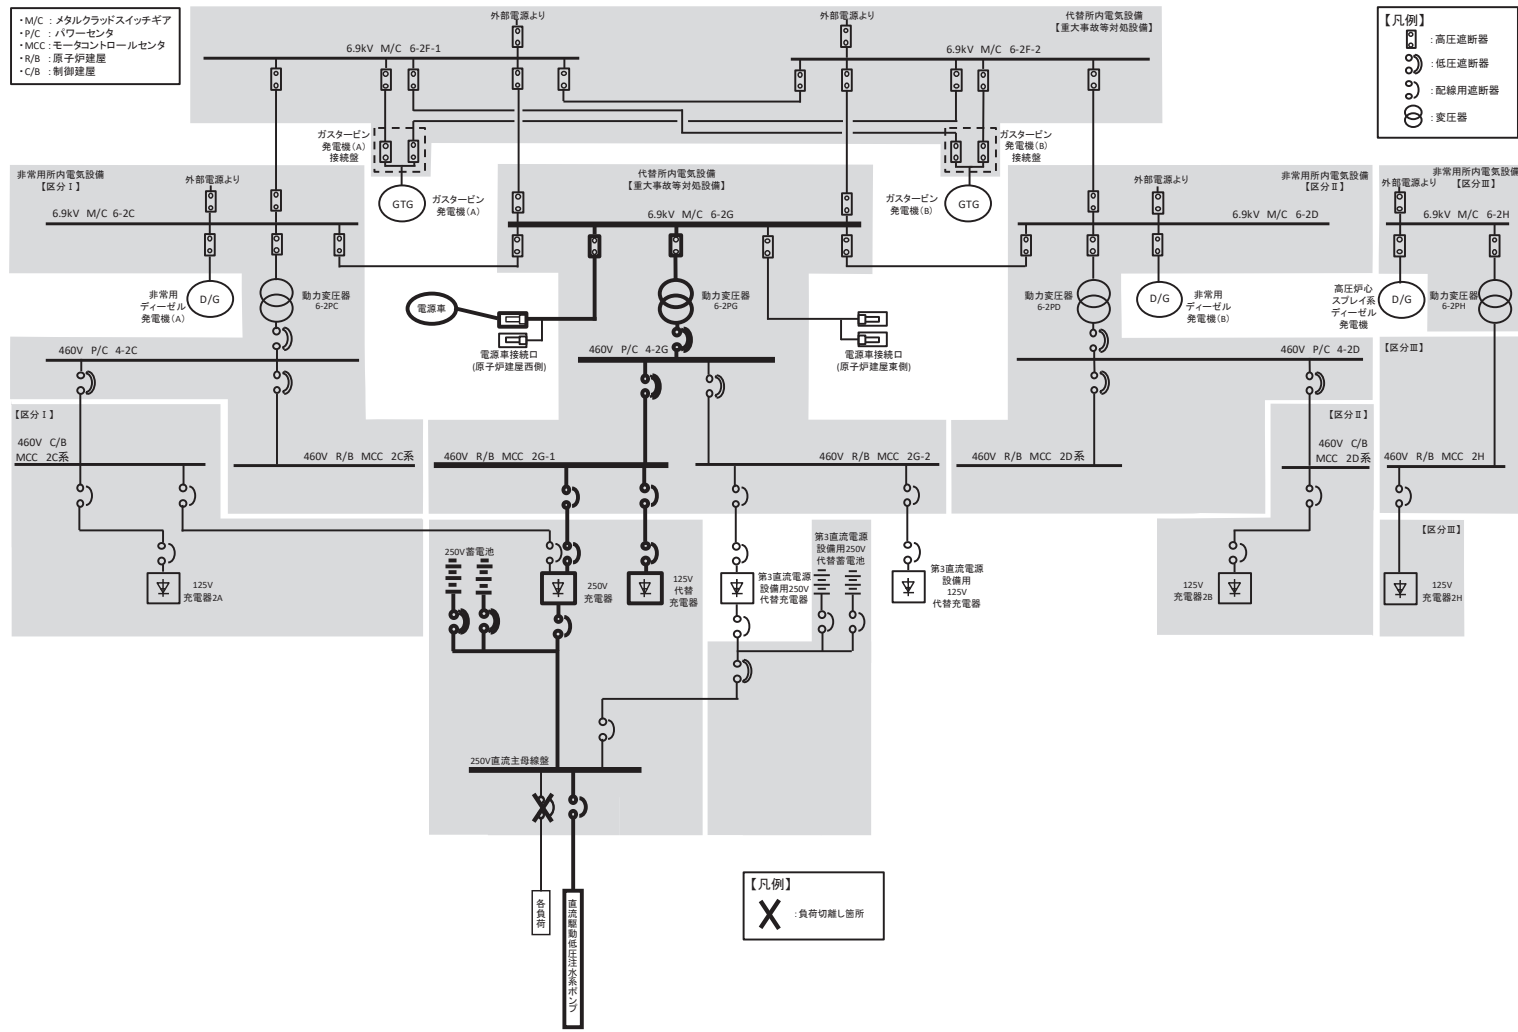 ・M/C ：メタルクラッドスイッチギア
・P/C ：パワーセンタ
・MCC：モータコントロールセンタ
・R/B ：原子炉建屋
・C/B ：制御建屋
外部電源より
外部電源より
代替所内電気設備
【重大事故等対処設備】
【凡例】
：高圧遮断器
：低圧遮断器
：配線用遮断器
：変圧器
6.9kV M/C 6-2F-1
6.9kV M/C 6-2F-2
ガスタービン
発電機(A)
接続盤
ガスタービン
発電機(B)
接続盤
非常用所内電気設備
【区分Ⅰ】
外部電源より
GTG
ガスタービン
発電機(A)
代替所内電気設備
【重大事故等対処設備】
ガスタービン
発電機(B)
GTG
外部電源より
非常用所内電気設備
【区分Ⅱ】
非常用所内電気設備
【区分Ⅲ】
外部電源より
6.9kV M/C 6-2C
6.9kV M/C 6-2G
6.9kV M/C 6-2D
6.9kV M/C 6-2H
非常用
ディーゼル
発電機(A)
D/G
動力変圧器
6-2PC
電源車
動力変圧器
6-2PG
動力変圧器
6-2PD
D/G
非常用
ディーゼル
発電機(B)
高圧炉心
スプレイ系
ディーゼル
発電機
D/G
動力変圧器
6-2PH
電源車接続口
(原子炉建屋西側)
電源車接続口
(原子炉建屋東側)
460V P/C 4-2C
460V P/C 4-2G
460V P/C 4-2D
【区分Ⅲ】
【区分Ⅰ】
【区分Ⅱ】
460V C/B
MCC 2C系
460V R/B MCC 2C系
460V R/B MCC 2G-1
460V R/B MCC 2G-2
460V R/B MCC 2D系
460V C/B
MCC 2D系
460V R/B MCC 2H
【区分Ⅲ】
125V
充電器2A
250V蓄電池
250V
充電器
125V
代替
充電器
第3直流電源
設備用250V
代替充電器
第3直流電源
設備用250V
代替蓄電池
第3直流電源
設備用
125V
代替充電器
125V
充電器2B
125V
充電器2H
250V直流主母線盤
各負荷
直流駆動低圧注水系ポンプ
【凡例】
：負荷切離し箇所